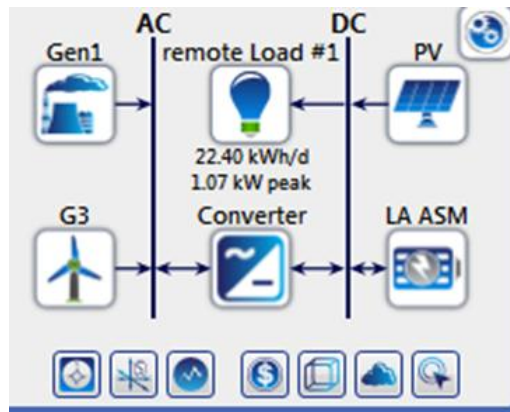 AC DC
Gen1 remote Load #1 PV
22.40 kWh/d
1.07 kW peak
G3 Converter LA ASM